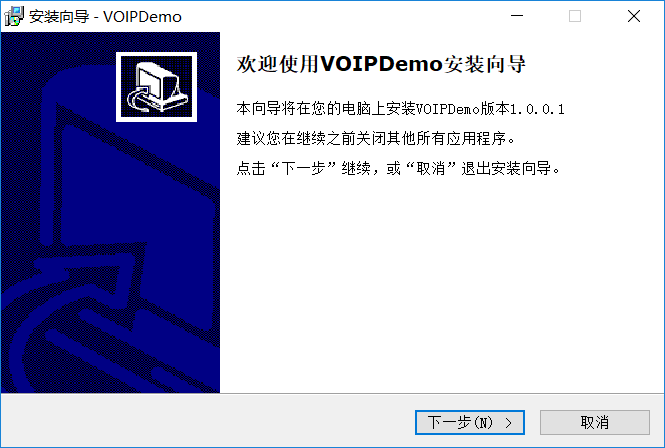 安装向导 - VOIPDemo
欢迎使用VOIPDemo安装向导
本向导将在您的电脑上安装VOIPDemo版本1.0.0.1
建议您在继续之前关闭其他所有应用程序。
点击“下一步”继续，或“取消”退出安装向导。
下一步(N) >
取消